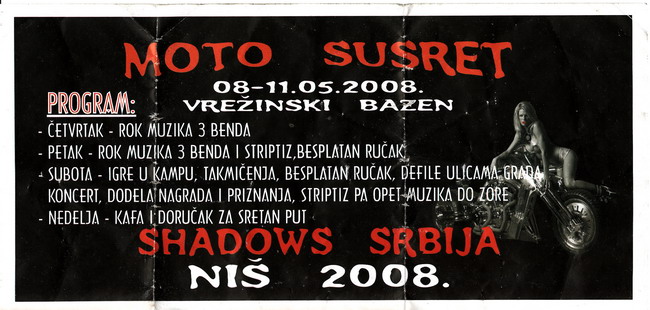 MOTO SUSRET
08-11.05.2008.
VREŽINSKI BAZEN
PROGRAM:
- ČETVRTAK - ROK MUZIKA 3 BENDA
- PETAK - ROK MUZIKA 3 BENDA I STRIPTIZ,BESPLATAN RUČAK
- SUBOTA - IGRE U KAMPU, TAKMIČENJA, BESPLATAN RUČAK, DEFILE ULICAMA GRADA
KONCERT, DODELA NAGRADA I PRIZNANJA, STRIPTIZ PA OPET MUZIKA DO ZORE
- NEDELJA - KAFA I DORUČAK ZA SRETAN PUT
SHADOWS SRBIJA
NIŠ 2008.